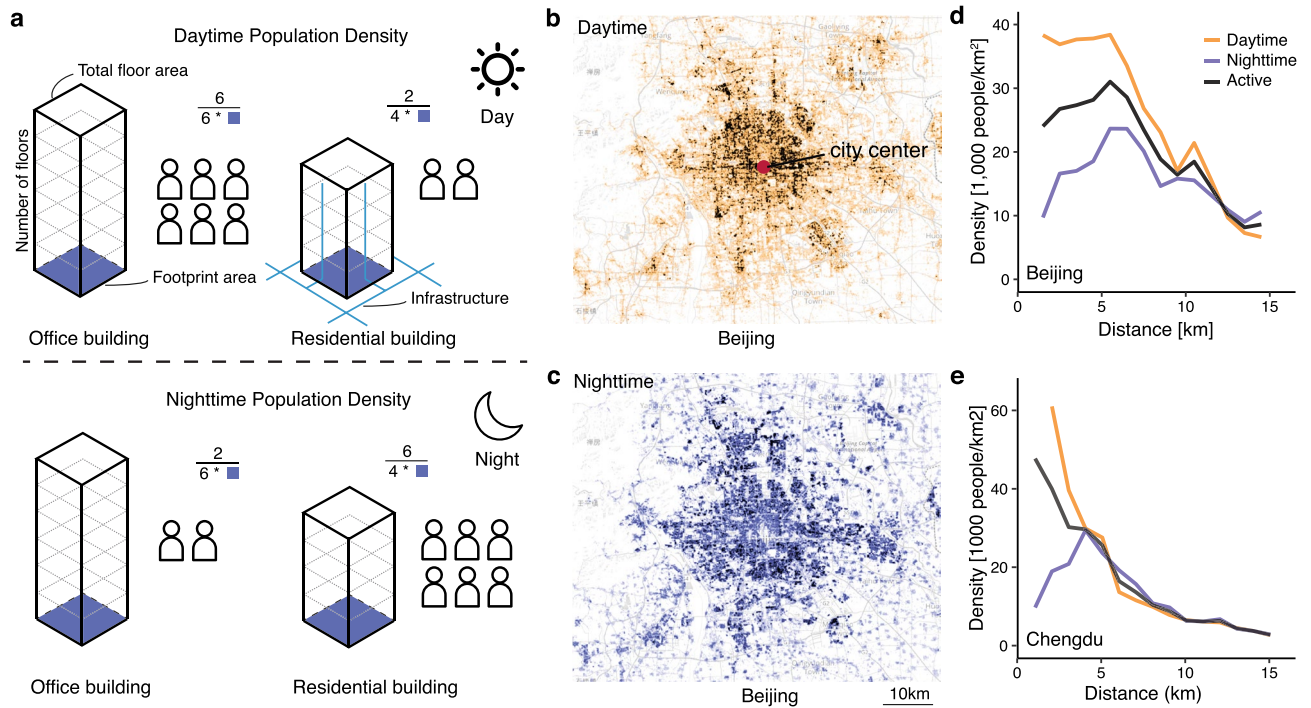 a
Daytime Population Density
Total floor area
Number of floors
6
6 *
2
4 *
Day
Footprint area
Infrastructure
Office building
Residential building
Nighttime Population Density
2
6 *
6
4 *
Night
Office building
Residential building
b
Daytime
city center
Beijing
c
Nighttime
Beijing
10km
d
Density [1,000 people/km²]
40
30
20
10
0
Daytime
Nighttime
Active
Beijing
0
5
10
15
Distance [km]
e
Density [1000 people/km2]
60
40
20
0
Chengdu
0
5
10
15
Distance (km)